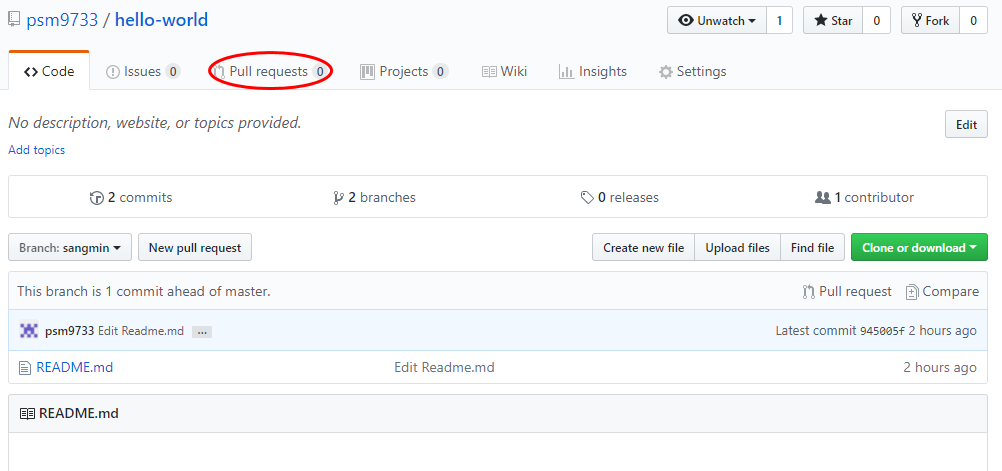 psm9733 / hello-world Unwatch 1 Star 0 Fork 0
Code Issues 0 Pull requests 0 Projects 0 Wiki Insights Settings
No description, website, or topics provided. Edit
Add topics
2 commits 2 branches 0 releases 1 contributor
Branch: sangmin New pull request Create new file Upload files Find file Clone or download
This branch is 1 commit ahead of master. Pull request Compare
psm9733 Edit Readme.md ... Latest commit 945005f 2 hours ago
README.md Edit Readme.md 2 hours ago
README.md